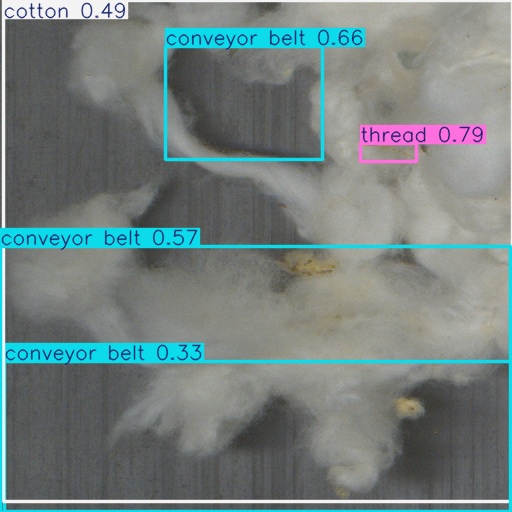 cotton 0.49
conveyor belt 0.66
thread 0.79
conveyor belt 0.57
conveyor belt 0.33